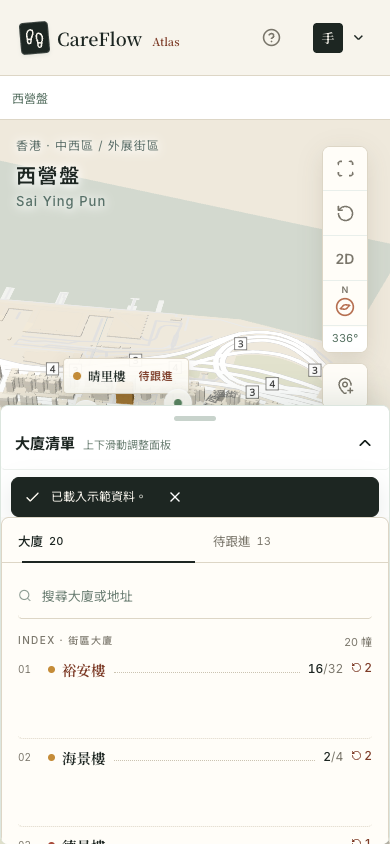 CareFlow Atlas
手
西營盤
香港 · 中西區 / 外展街區
西營盤
Sai Ying Pun
2D
N
336°
3
4
3
4
3
晴里樓 待跟進
大廈清單 上下滑動調整面板
已載入示範資料。
大廈 20 待跟進 13
搜尋大廈或地址
INDEX · 街區大廈 20 幢
01 裕安樓 16/32 2
02 海景樓 2/4 2